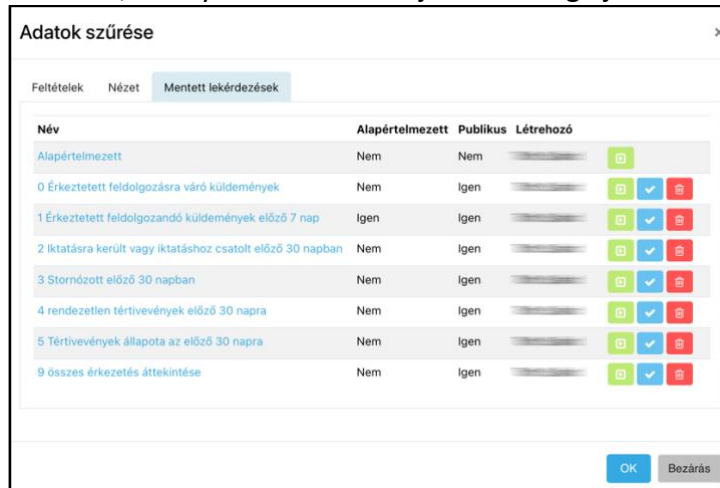 Adatok szűrése
Feltételek Nézet Mentett lekérdezések
Név Alapértelmezett Publikus Létrehozó
Alapértelmezett Nem Nem
0 Érkeztetett feldolgozásra váró küldemények Nem Igen
1 Érkeztetett feldolgozandó küldemények előző 7 nap Igen Igen
2 Iktatásra került vagy iktatáshoz csatolt előző 30 napban Nem Igen
3 Stornózott előző 30 napban Nem Igen
4 rendezetlen tértivevények előző 30 napra Nem Igen
5 Tértivevények állapota az előző 30 napra Nem Igen
9 összes érkezetés áttekintése Nem Igen
OK Bezárás